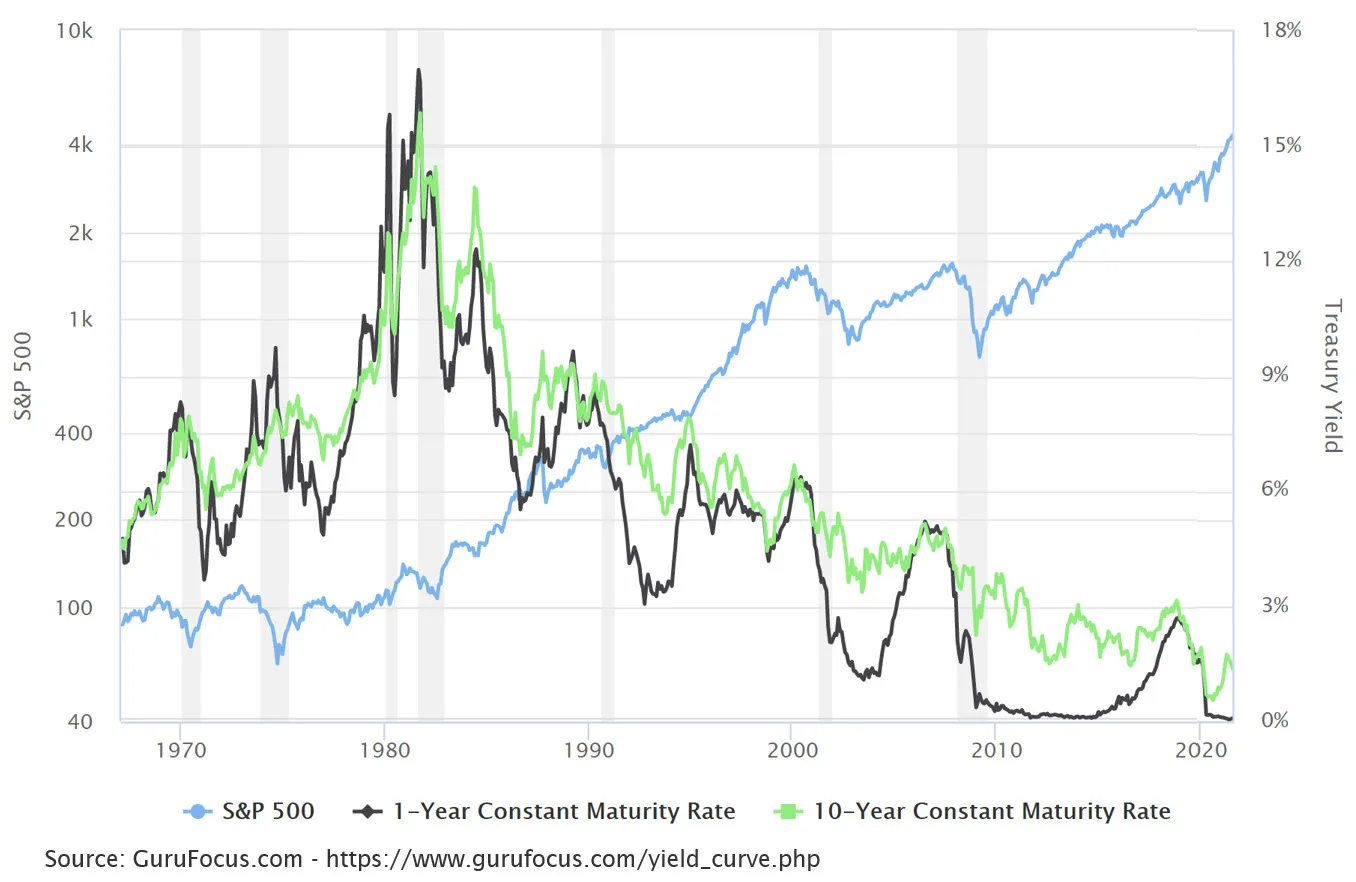 10k
4k
2k
1k
400
200
100
40
S&P 500
18%
15%
12%
9%
6%
3%
0%
Treasury Yield
1970 1980 1990 2000 2010 2020
S&P 500 1-Year Constant Maturity Rate 10-Year Constant Maturity Rate
Source: GuruFocus.com - https://www.gurufocus.com/yield_curve.php